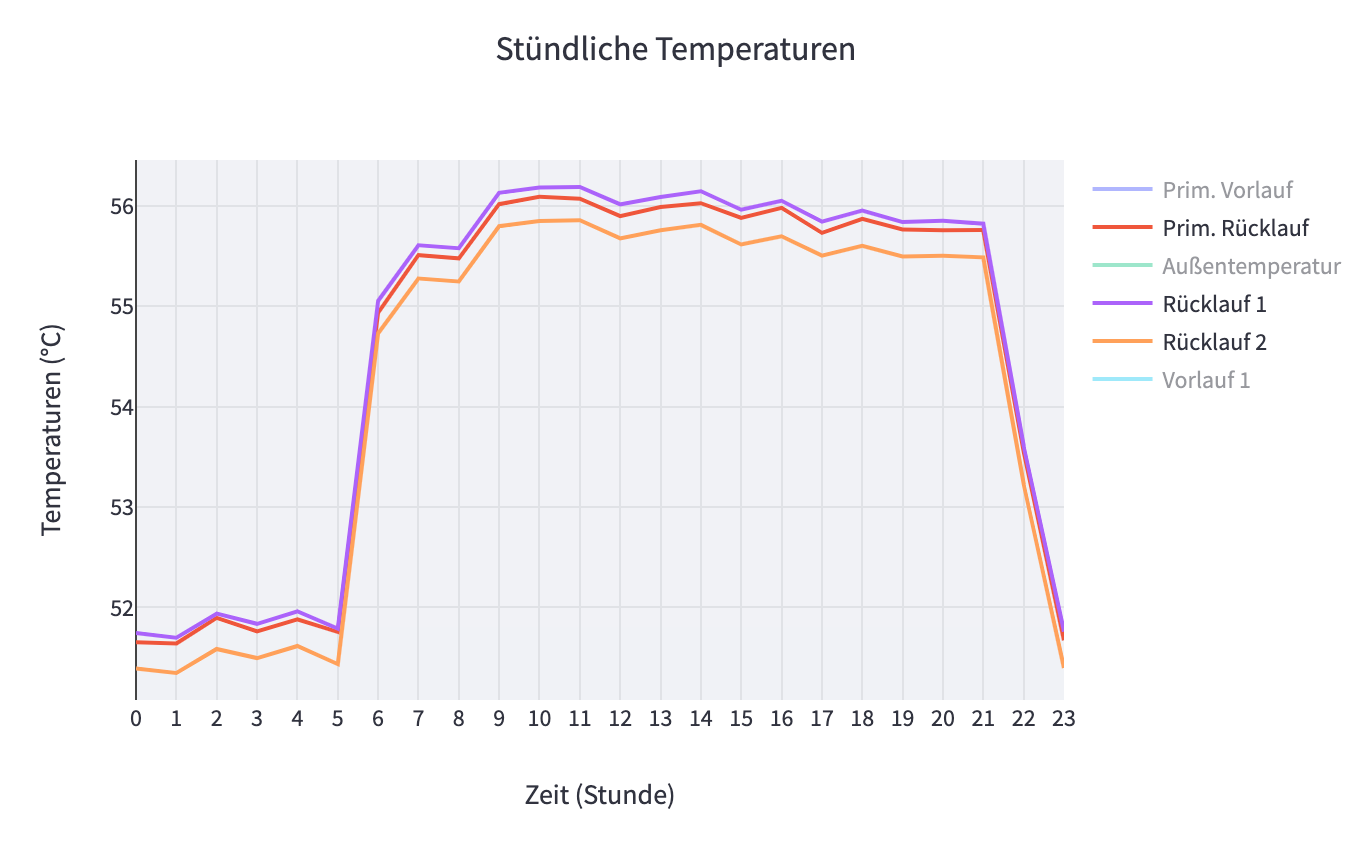 Stündliche Temperaturen
Temperaturen (°C)
56
55
54
53
52
0 1 2 3 4 5 6 7 8 9 10 11 12 13 14 15 16 17 18 19 20 21 22 23
Zeit (Stunde)
Prim. Vorlauf
Prim. Rücklauf
Außentemperatur
Rücklauf 1
Rücklauf 2
Vorlauf 1